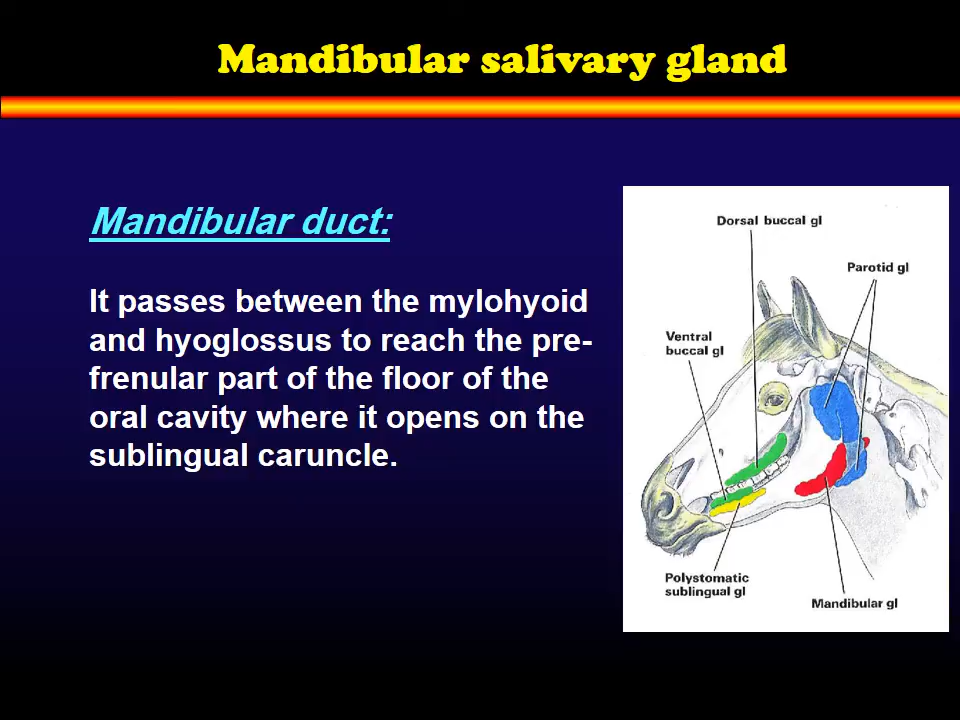 Mandibular salivary gland
Mandibular duct:
It passes between the mylohyoid
and hyoglossus to reach the pre-
frenular part of the floor of the
oral cavity where it opens on the
sublingual caruncle.
Dorsal buccal gl
Parotid gl
Ventral
buccal gl
Polystomatic
sublingual gl
Mandibular gl